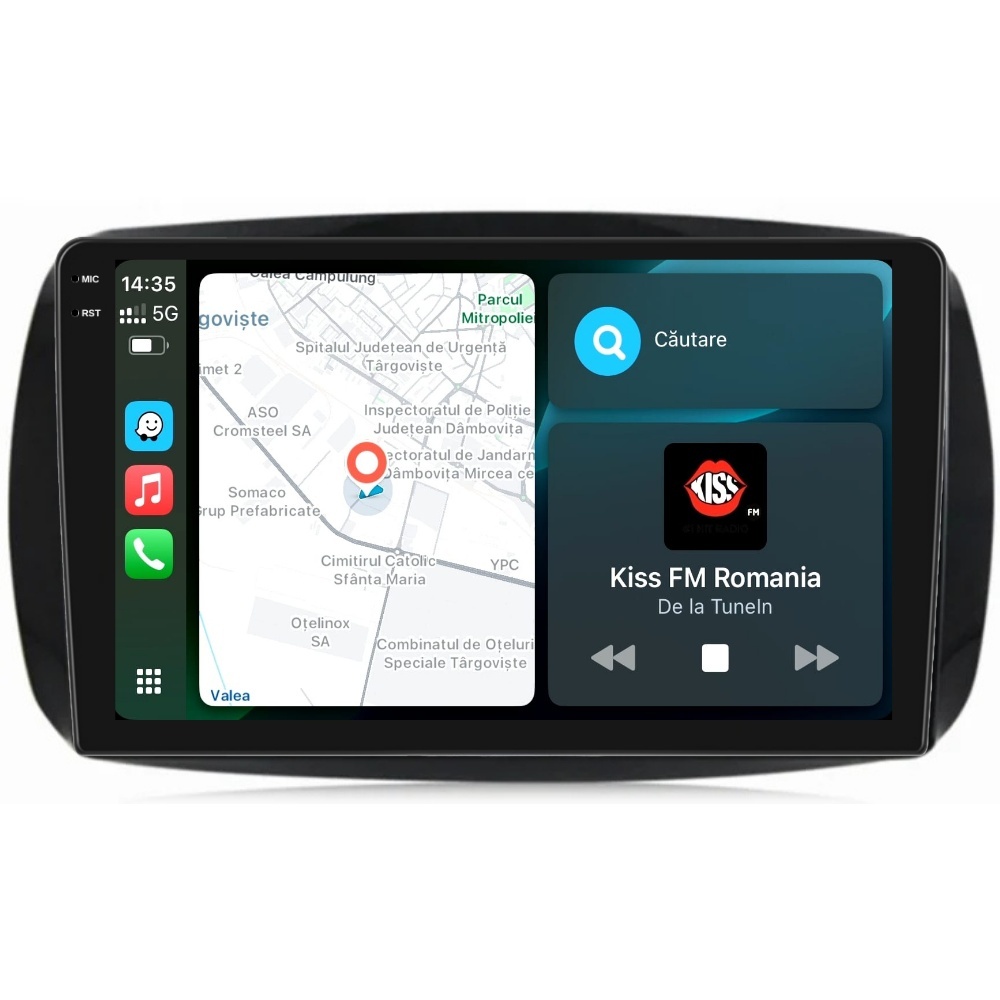 MIC
RST
14:35
5G
Calea Câmpulung
goviște
Parcul
Mitropoliei
Spitalul Județean de Urgență
Târgoviște
imet 2
ASO
Cromsteel SA
Inspectoratul de Poliție
Județean Dâmbovița
ectoratul de Jandarm
Dâmbovița Mircea ce
Somaco
Grup Prefabricate
Cimitirul Catolic
Sfânta Maria
YPC
Oțelinox
SA
Combinatul de Oțeluri
Speciale Târgoviște
Valea
Căutare
KISS
FM
Kiss FM Romania
De la TuneIn